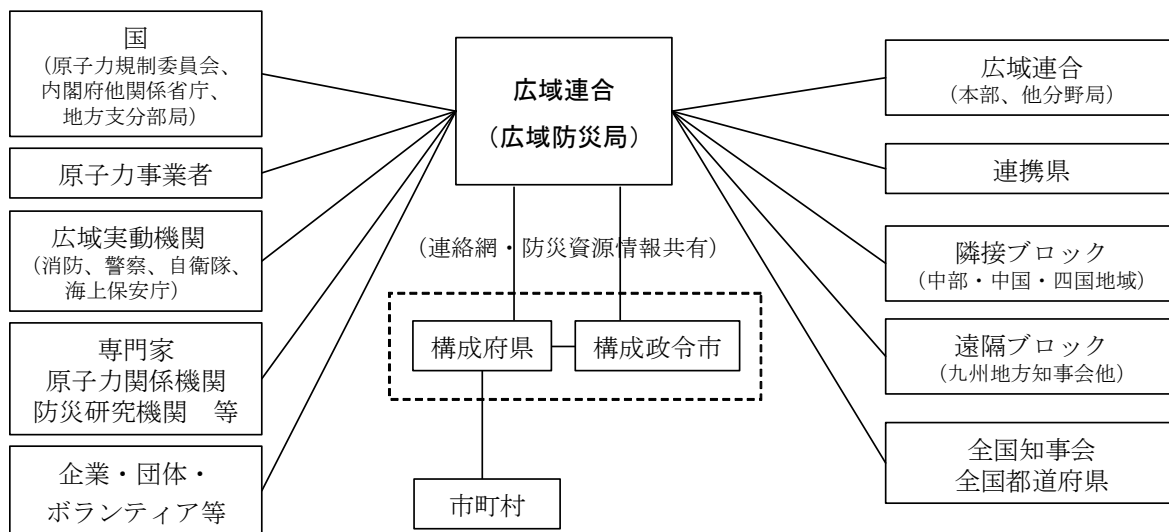 国
(原子力規制委員会、
内閣府他関係省庁、
地方支分部局)
原子力事業者
広域実動機関
(消防、警察、自衛隊、
海上保安庁)
専門家
原子力関係機関
防災研究機関　等
企業・団体・
ボランティア等
広域連合
(広域防災局)
(連絡網・防災資源情報共有)
構成府県
構成政令市
市町村
広域連合
(本部、他分野局)
連携県
隣接ブロック
(中部・中国・四国地域)
遠隔ブロック
(九州地方知事会他)
全国知事会
全国都道府県